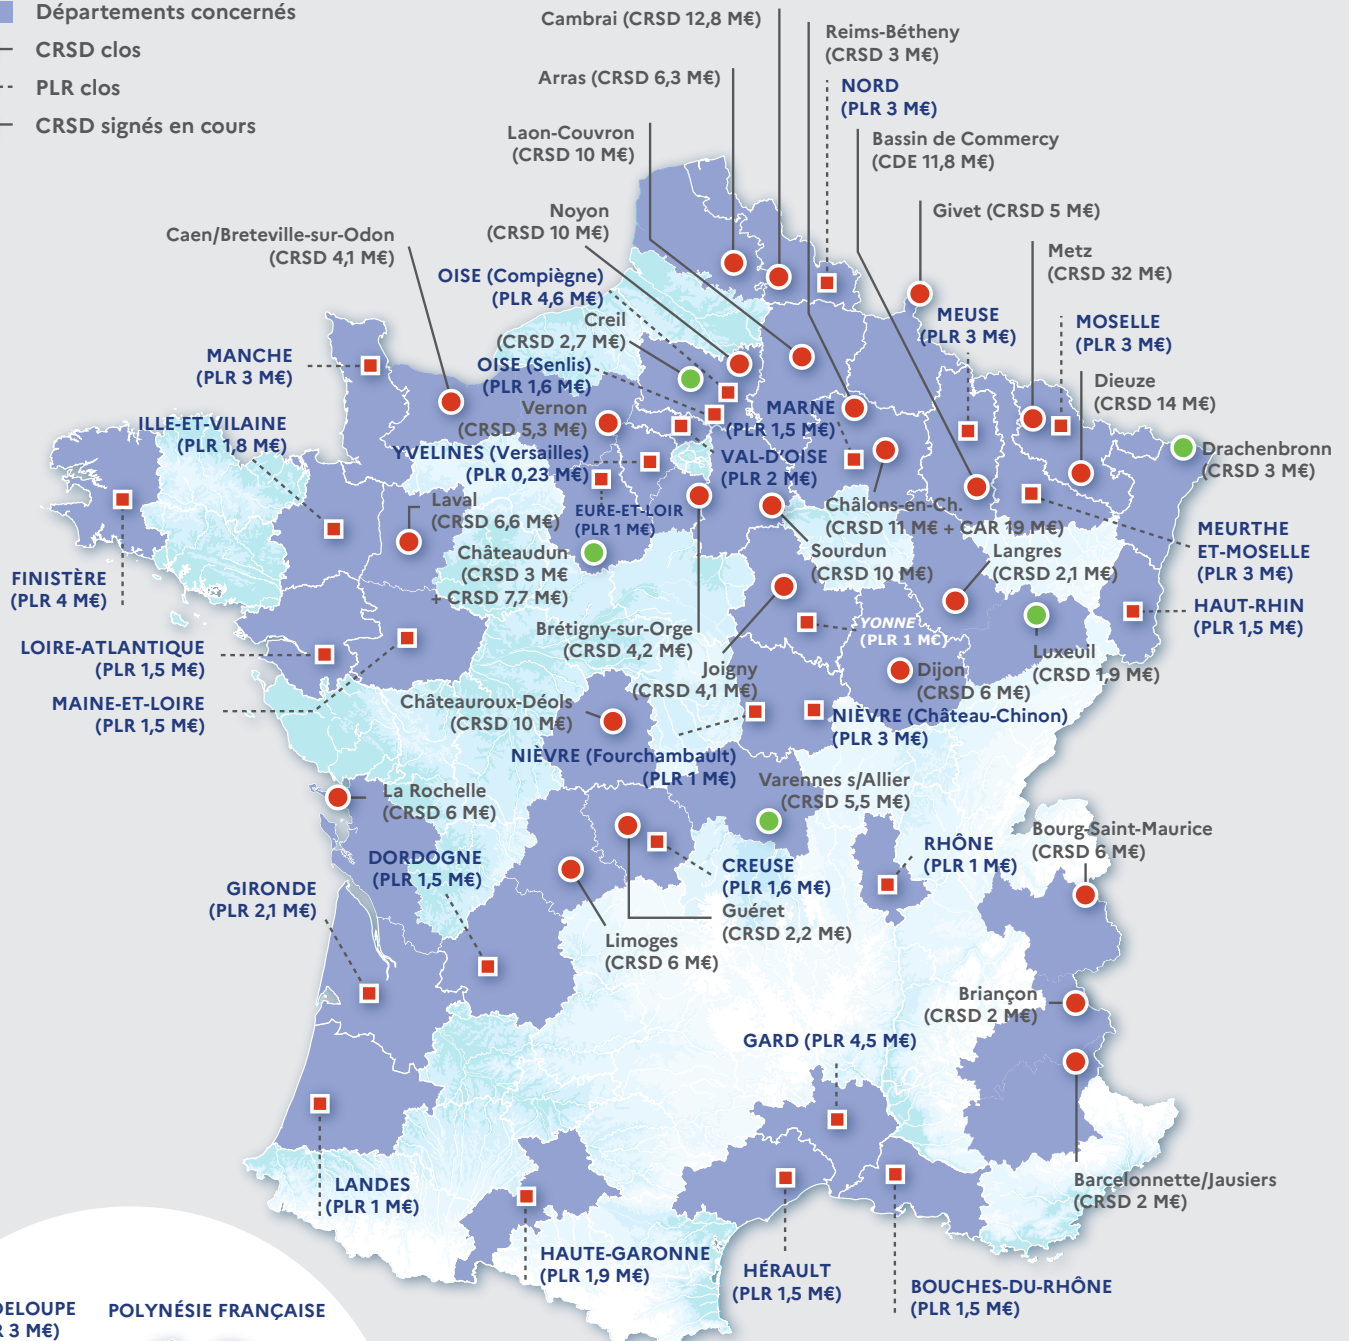 Départements concernés
CRSD clos
PLR clos
CRSD signés en cours
Cambrai (CRSD 12,8 M€)
Reims-Bétheny
(CRSD 3 M€)
Arras (CRSD 6,3 M€)
NORD
(PLR 3 M€)
Laon-Couvron
(CRSD 10 M€)
Bassin de Commercy
(CDE 11,8 M€)
Noyon
(CRSD 10 M€)
Givet (CRSD 5 M€)
Caen/Breteville-sur-Odon
(CRSD 4,1 M€)
Metz
(CRSD 32 M€)
OISE (Compiègne)
(PLR 4,6 M€)
Creil
(CRSD 2,7 M€)
MEUSE
(PLR 3 M€)
MOSELLE
(PLR 3 M€)
MANCHE
(PLR 3 M€)
OISE (Senlis)
(PLR 1,6 M€)
Dieuze
(CRSD 14 M€)
Vernon
(CRSD 5,3 M€)
MARNE
(PLR 1,5 M€)
ILLE-ET-VILAINE
(PLR 1,8 M€)
YVELINES (Versailles)
(PLR 0,23 M€)
VAL-D'OISE
(PLR 2 M€)
Drachenbronn
(CRSD 3 M€)
Laval
(CRSD 6,6 M€)
EURE-ET-LOIR
(PLR 1 M€)
Châlons-en-Ch.
(CRSD 11 M€ + CAR 19 M€)
MEURTHE
ET-MOSELLE
(PLR 3 M€)
Châteaudun
(CRSD 3 M€
+ CRSD 7,7 M€)
Sourdun
(CRSD 10 M€)
Langres
(CRSD 2,1 M€)
FINISTÈRE
(PLR 4 M€)
HAUT-RHIN
(PLR 1,5 M€)
Brétigny-sur-Orge
(CRSD 4,2 M€)
YONNE
(PLR 1 M€)
LOIRE-ATLANTIQUE
(PLR 1,5 M€)
Luxeuil
(CRSD 1,9 M€)
Joigny
(CRSD 4,1 M€)
Dijon
(CRSD 6 M€)
MAINE-ET-LOIRE
(PLR 1,5 M€)
Châteauroux-Déols
(CRSD 10 M€)
NIÈVRE (Château-Chinon)
(PLR 3 M€)
NIÈVRE (Fourchambault)
(PLR 1 M€)
Varennes s/Allier
(CRSD 5,5 M€)
La Rochelle
(CRSD 6 M€)
Bourg-Saint-Maurice
(CRSD 6 M€)
RHÔNE
(PLR 1 M€)
DORDOGNE
(PLR 1,5 M€)
CREUSE
(PLR 1,6 M€)
GIRONDE
(PLR 2,1 M€)
Guéret
(CRSD 2,2 M€)
Limoges
(CRSD 6 M€)
Briançon
(CRSD 2 M€)
GARD (PLR 4,5 M€)
LANDES
(PLR 1 M€)
Barcelonnette/Jausiers
(CRSD 2 M€)
HAUTE-GARONNE
(PLR 1,9 M€)
HÉRAULT
(PLR 1,5 M€)
BOUCHES-DU-RHÔNE
(PLR 1,5 M€)
DELOUPE
R 3 M€)
POLYNÉSIE FRANÇAISE